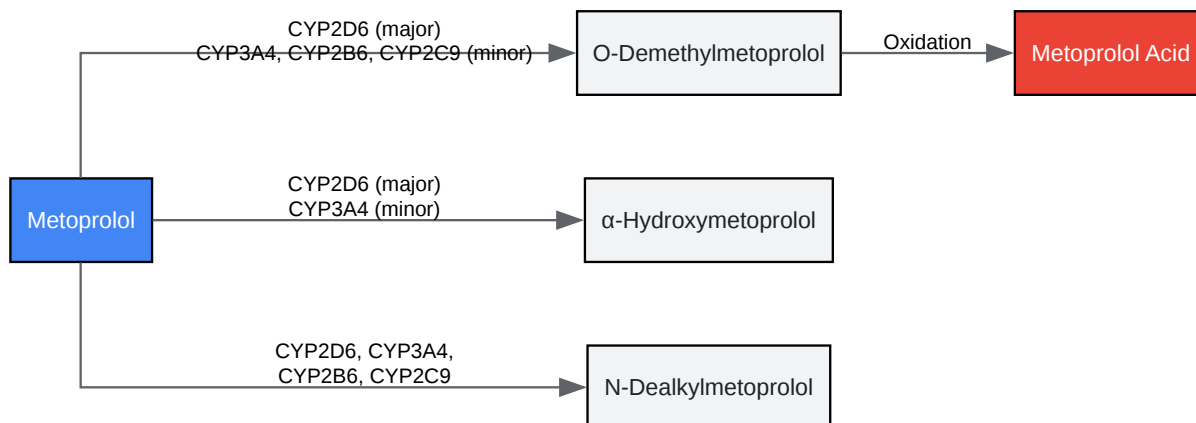 CYP2D6 (major)
CYP3A4, CYP2B6, CYP2C9 (minor)
O-Demethylmetoprolol
Oxidation
Metoprolol Acid
Metoprolol
CYP2D6 (major)
CYP3A4 (minor)
α-Hydroxymetoprolol
CYP2D6, CYP3A4,
CYP2B6, CYP2C9
N-Dealkylmetoprolol